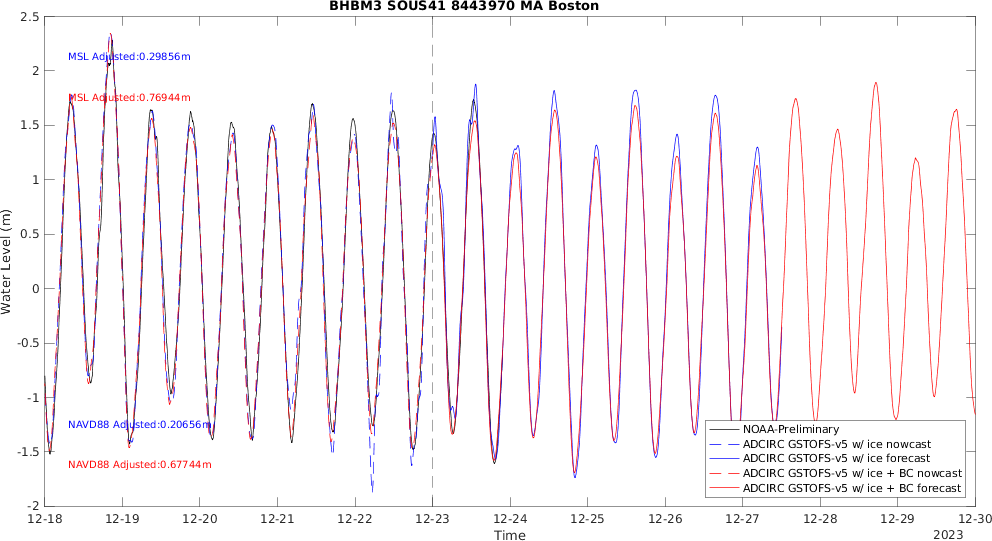 BHBM3 SOUS41 8443970 MA Boston
2.5
2
1.5
1
0.5
0
-0.5
-1
-1.5
-2
Water Level (m)
MSL Adjusted:0.29856m
MSL Adjusted:0.76944m
NAVD88 Adjusted:0.20656m
NAVD88 Adjusted:0.67744m
NOAA-Preliminary
ADCIRC GSTOFS-v5 w/ ice nowcast
ADCIRC GSTOFS-v5 w/ ice forecast
ADCIRC GSTOFS-v5 w/ ice + BC nowcast
ADCIRC GSTOFS-v5 w/ ice + BC forecast
12-18 12-19 12-20 12-21 12-22 12-23 12-24 12-25 12-26 12-27 12-28 12-29 12-30
Time
2023